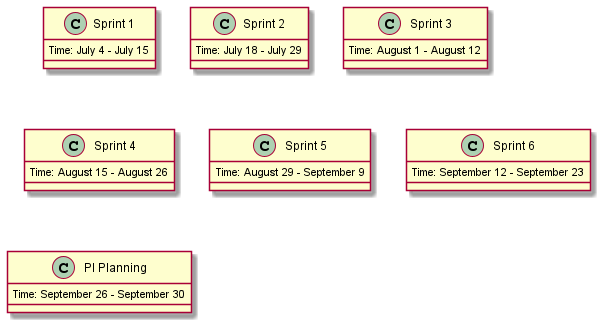 C Sprint 1
Time: July 4 - July 15
C Sprint 2
Time: July 18 - July 29
C Sprint 3
Time: August 1 - August 12
C Sprint 4
Time: August 15 - August 26
C Sprint 5
Time: August 29 - September 9
C Sprint 6
Time: September 12 - September 23
C PI Planning
Time: September 26 - September 30